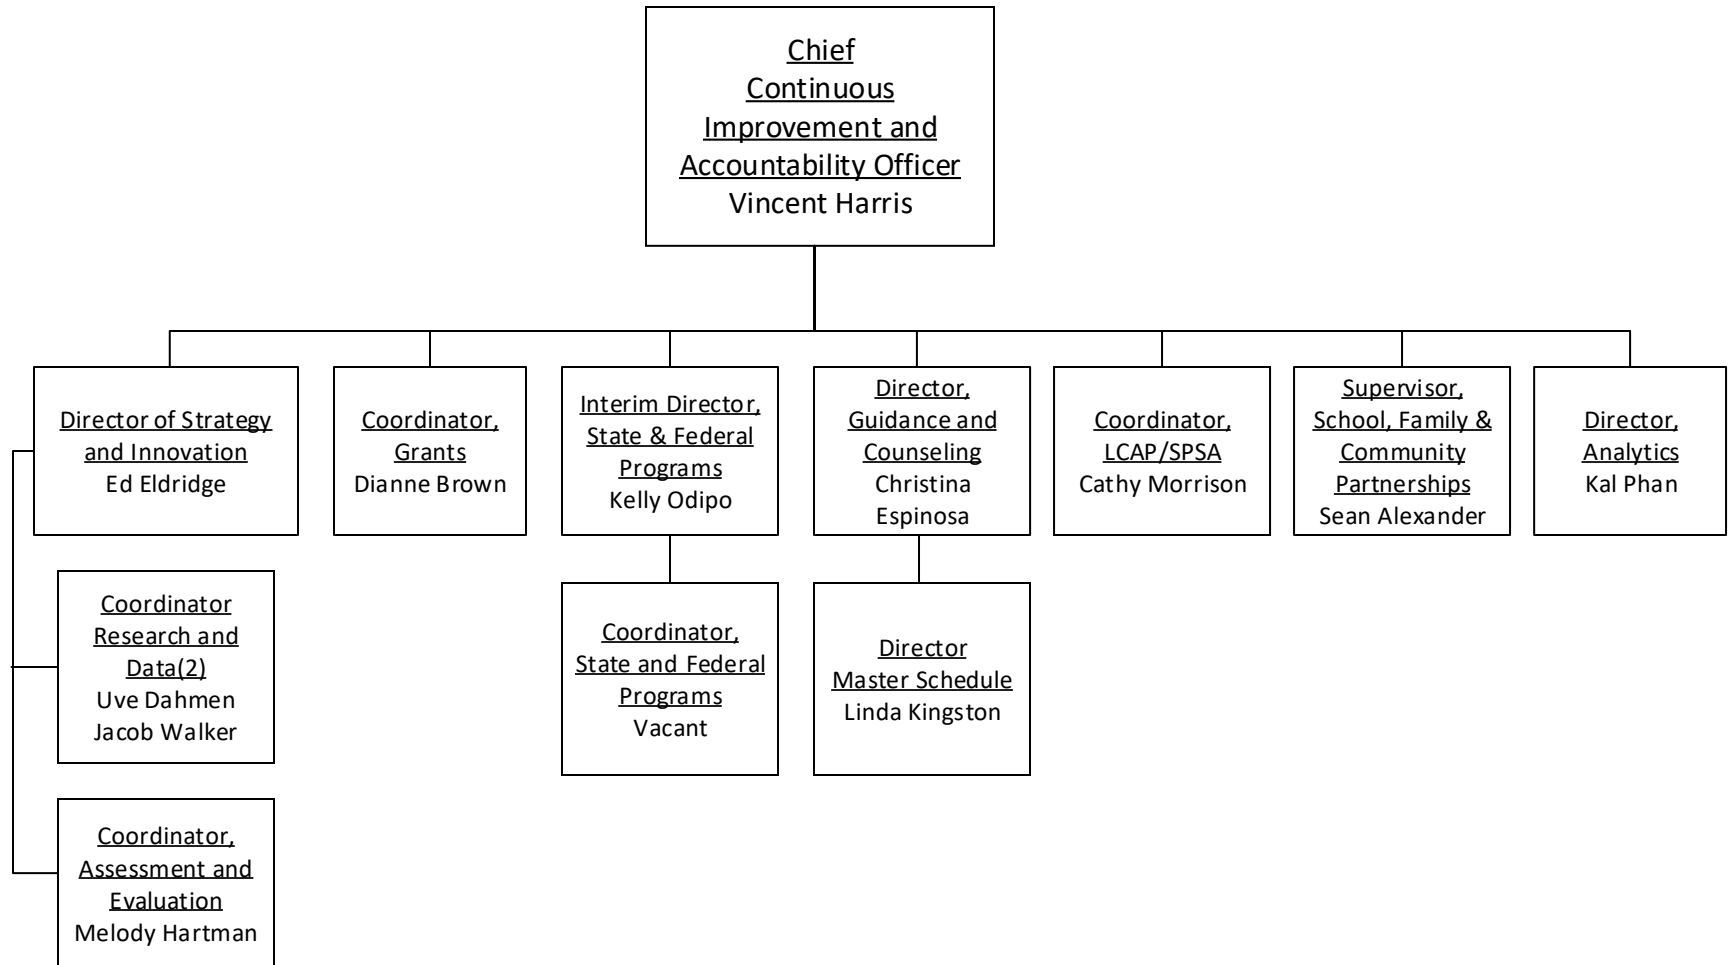 Chief
Continuous
Improvement and
Accountability Officer
Vincent Harris
Director of Strategy
and Innovation
Ed Eldridge
Coordinator,
Grants
Dianne Brown
Interim Director,
State & Federal
Programs
Kelly Odipo
Director,
Guidance and
Counseling
Christina
Espinosa
Coordinator,
LCAP/SPSA
Cathy Morrison
Supervisor,
School, Family &
Community
Partnerships
Sean Alexander
Director,
Analytics
Kal Phan
Coordinator
Research and
Data(2)
Uve Dahmen
Jacob Walker
Coordinator,
State and Federal
Programs
Vacant
Director
Master Schedule
Linda Kingston
Coordinator,
Assessment and
Evaluation
Melody Hartman